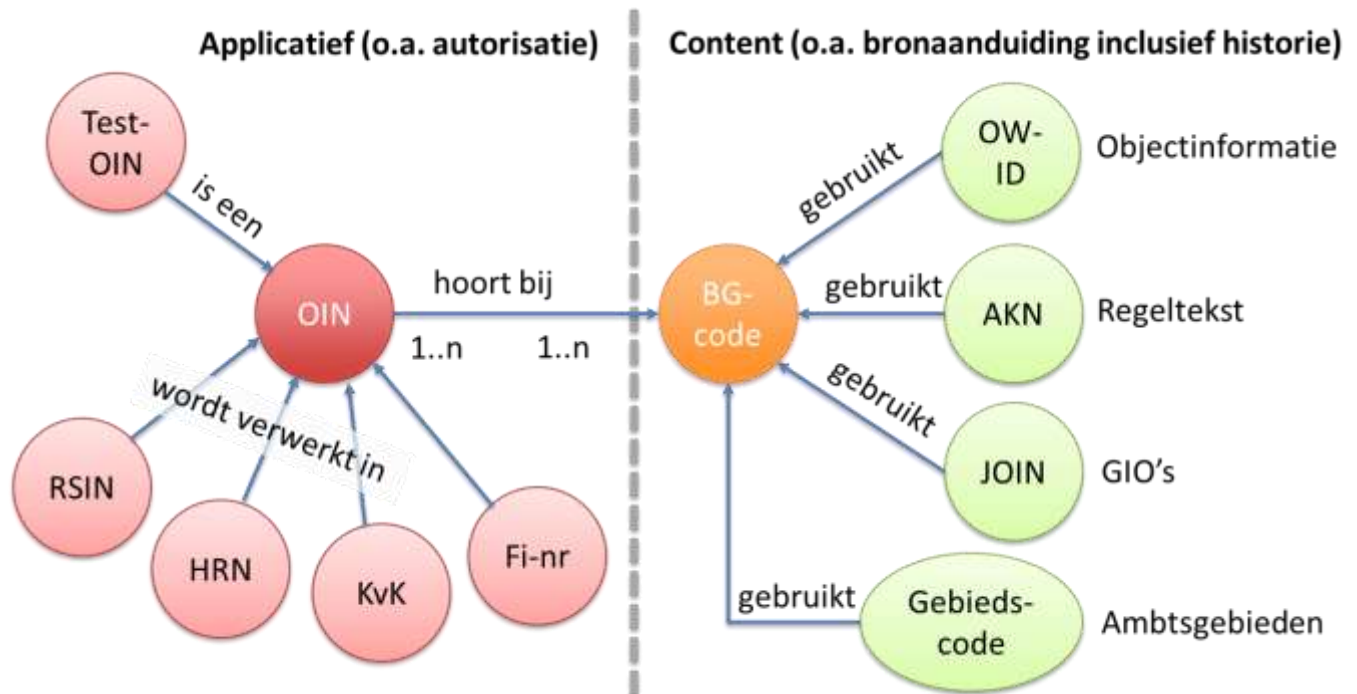 Applicatief (o.a. autorisatie)
Content (o.a. bronaanduiding inclusief historie)
Test-
OIN
is een
OIN
hoort bij
1..n
1..n
wordt verwerkt in
RSIN
HRN
KvK
Fi-nr
BG-
code
gebruikt
OW-
ID
Objectinformatie
gebruikt
AKN
Regeltekst
gebruikt
JOIN
GIO's
gebruikt
Gebieds-
code
Ambtsgebieden